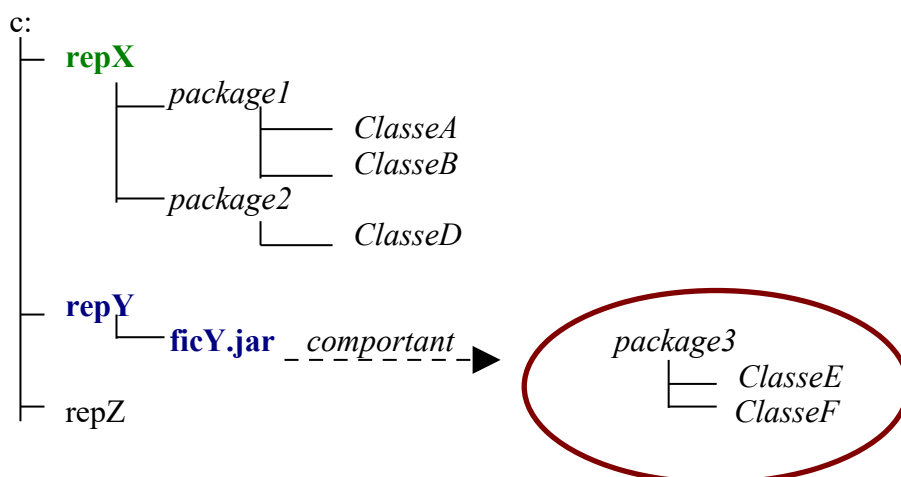 c:
repX
package1
ClasseA
ClasseB
package2
ClasseD
repY
ficY.jar comportant package3
ClasseE
ClasseF
repZ